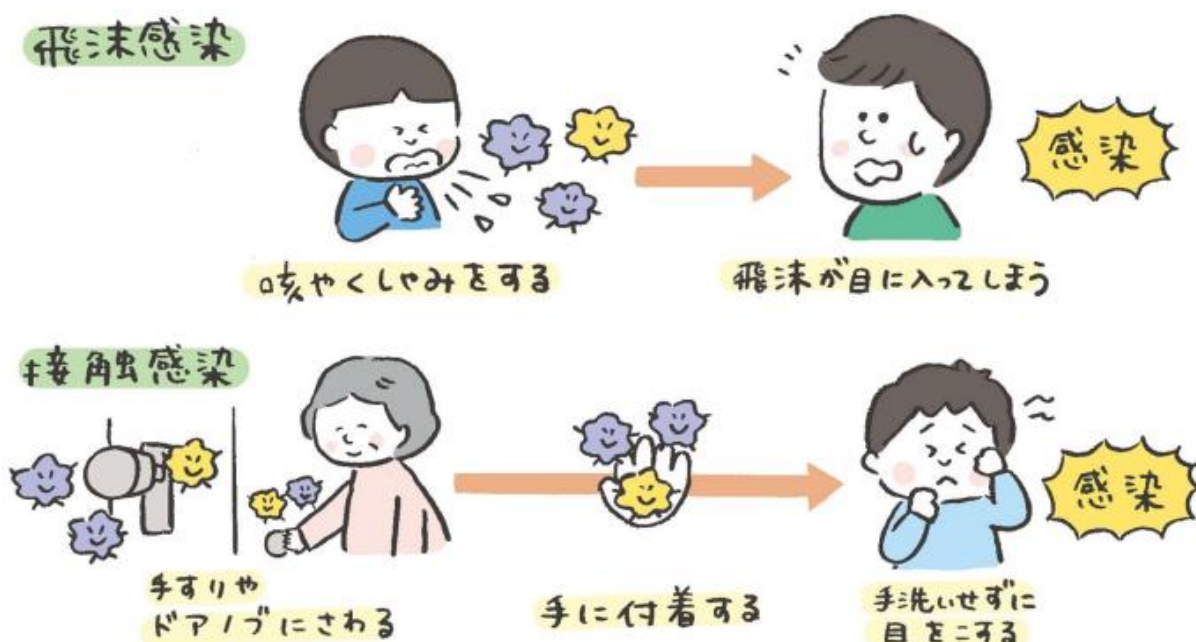 飛沫感染
感染
咳やくしゃみをする
飛沫が目に入ってしまう
接触感染
感染
手すりや
ドアノブにさわる
手に付着する
手洗いせずに
目をこする